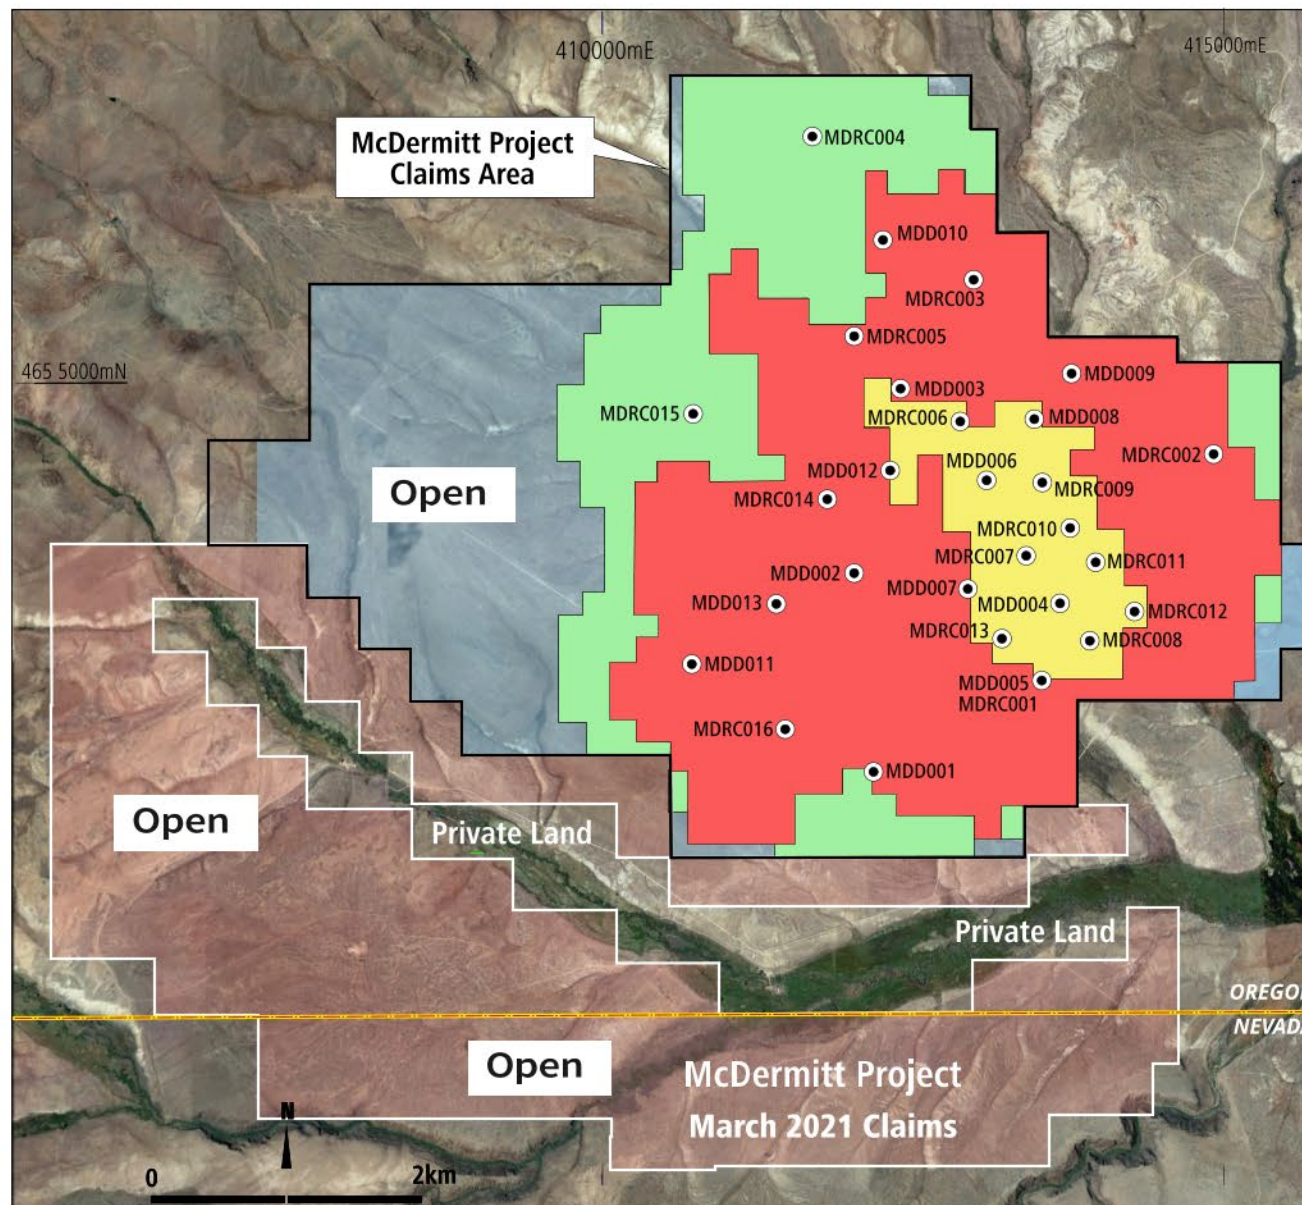 410000mE
415000mE
McDermitt Project
Claims Area
MDRC004
MDD010
MDRC003
MDRC005
465 5000mN
MDD009
MDD003
MDRC015
MDRC006
MDD008
MDRC002
MDD012
MDD006
MDRC009
Open
MDRC014
MDRC010
MDRC007
MDRC011
MDD002
MDD007
MDD013
MDD004
MDRC012
MDRC013
MDRC008
MDD011
MDD005
MDRC001
MDRC016
MDD001
Open
Private Land
Private Land
OREGO
NEVAD
Open
McDermitt Project
March 2021 Claims
N
0
2km